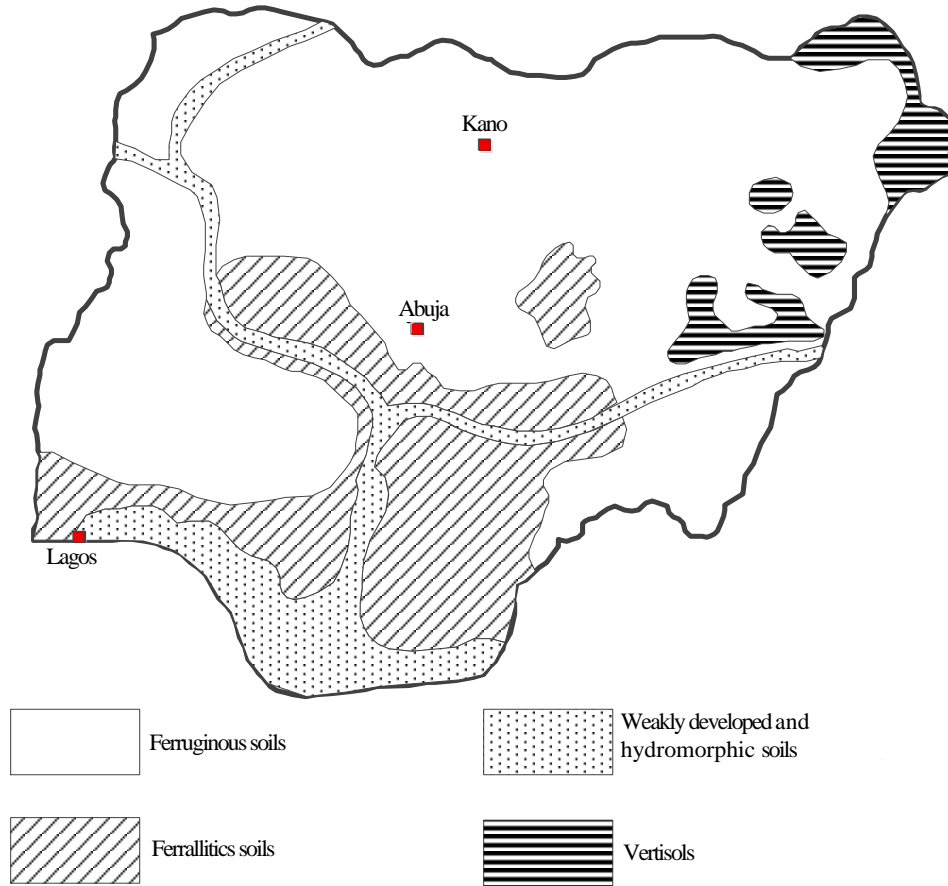 Kano
Abuja
Lagos
Ferruginous soils
Weakly developed and
hydromorphic soils
Ferrallitics soils
Vertisols